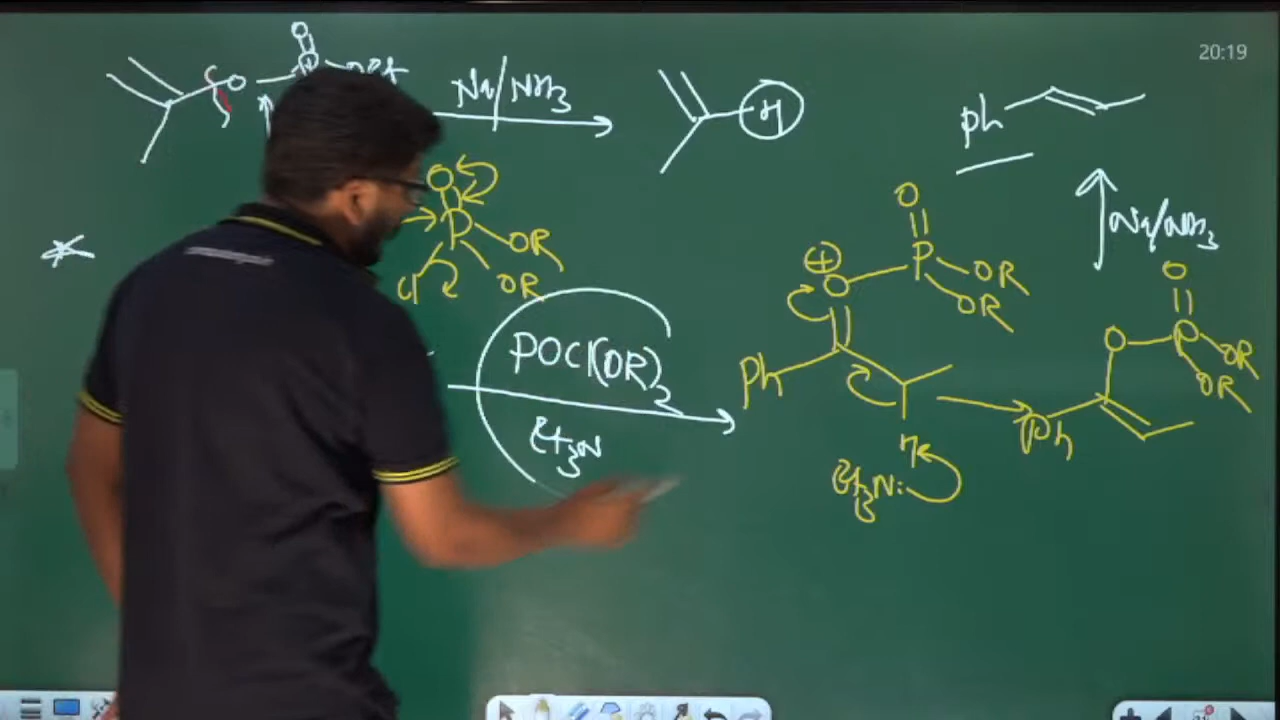 20:19
O
O
Na/NH3
H
Ph
O
P
OR
OR
Cl
Na/NH3
O
⊕
O
P
OR
OR
O
O
P
OR
OR
POCl(OR)2
Et3N
Ph
Ph
H
Et3N: